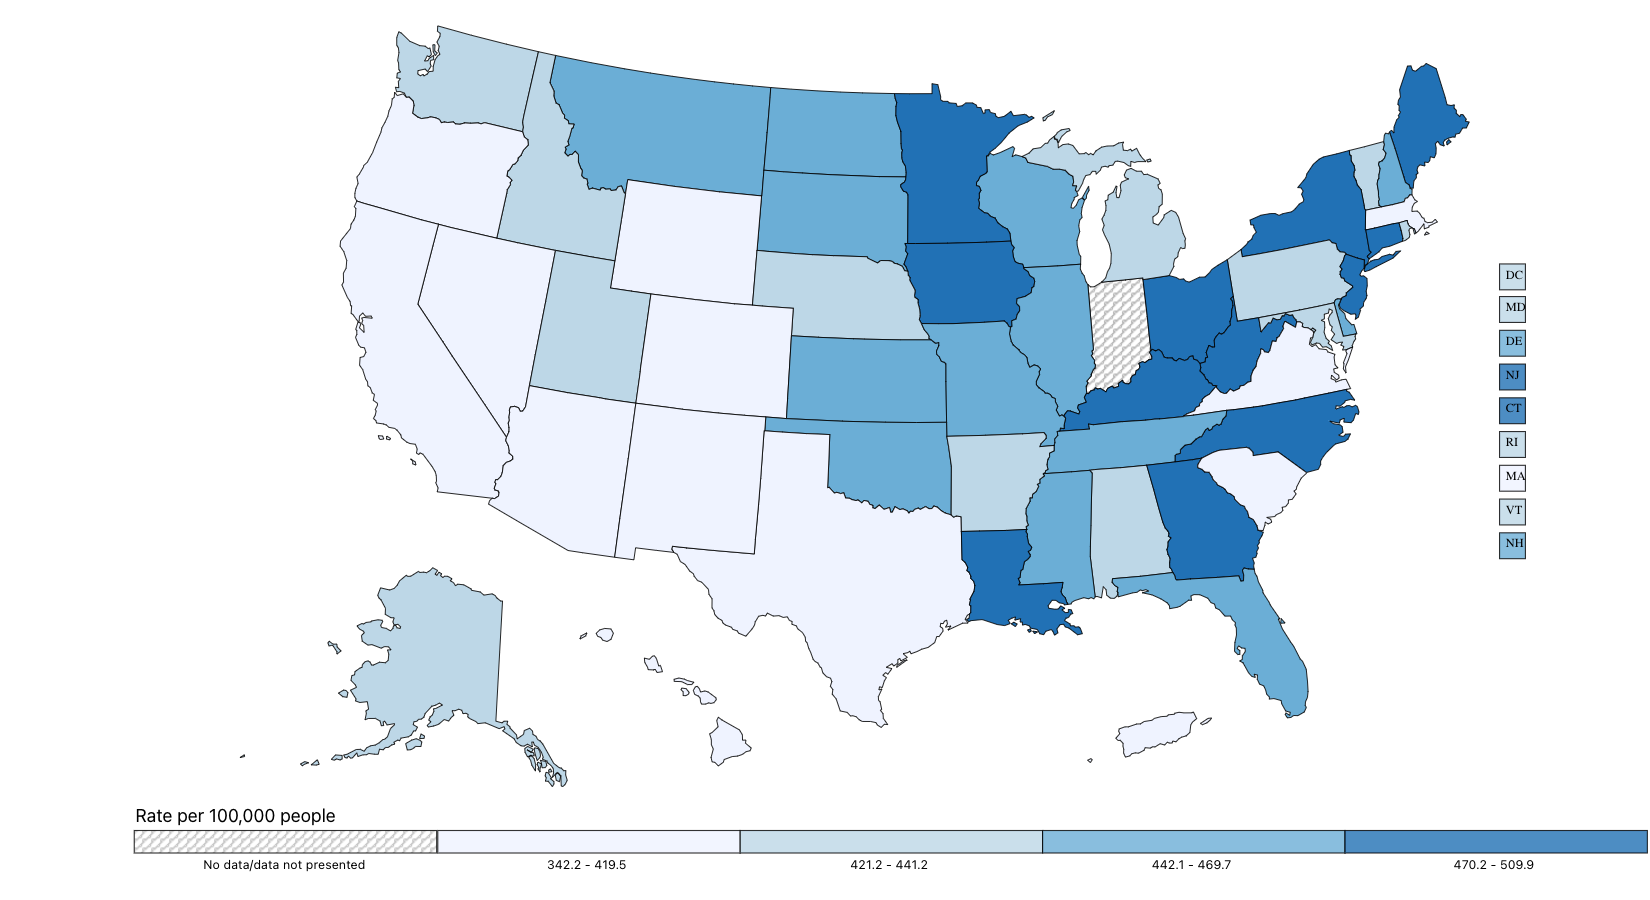 DC
MD
DE
NJ
CT
RI
MA
VT
NH
Rate per 100,000 people
No data/data not presented
342.2 - 419.5
421.2 - 441.2
442.1 - 469.7
470.2 - 509.9